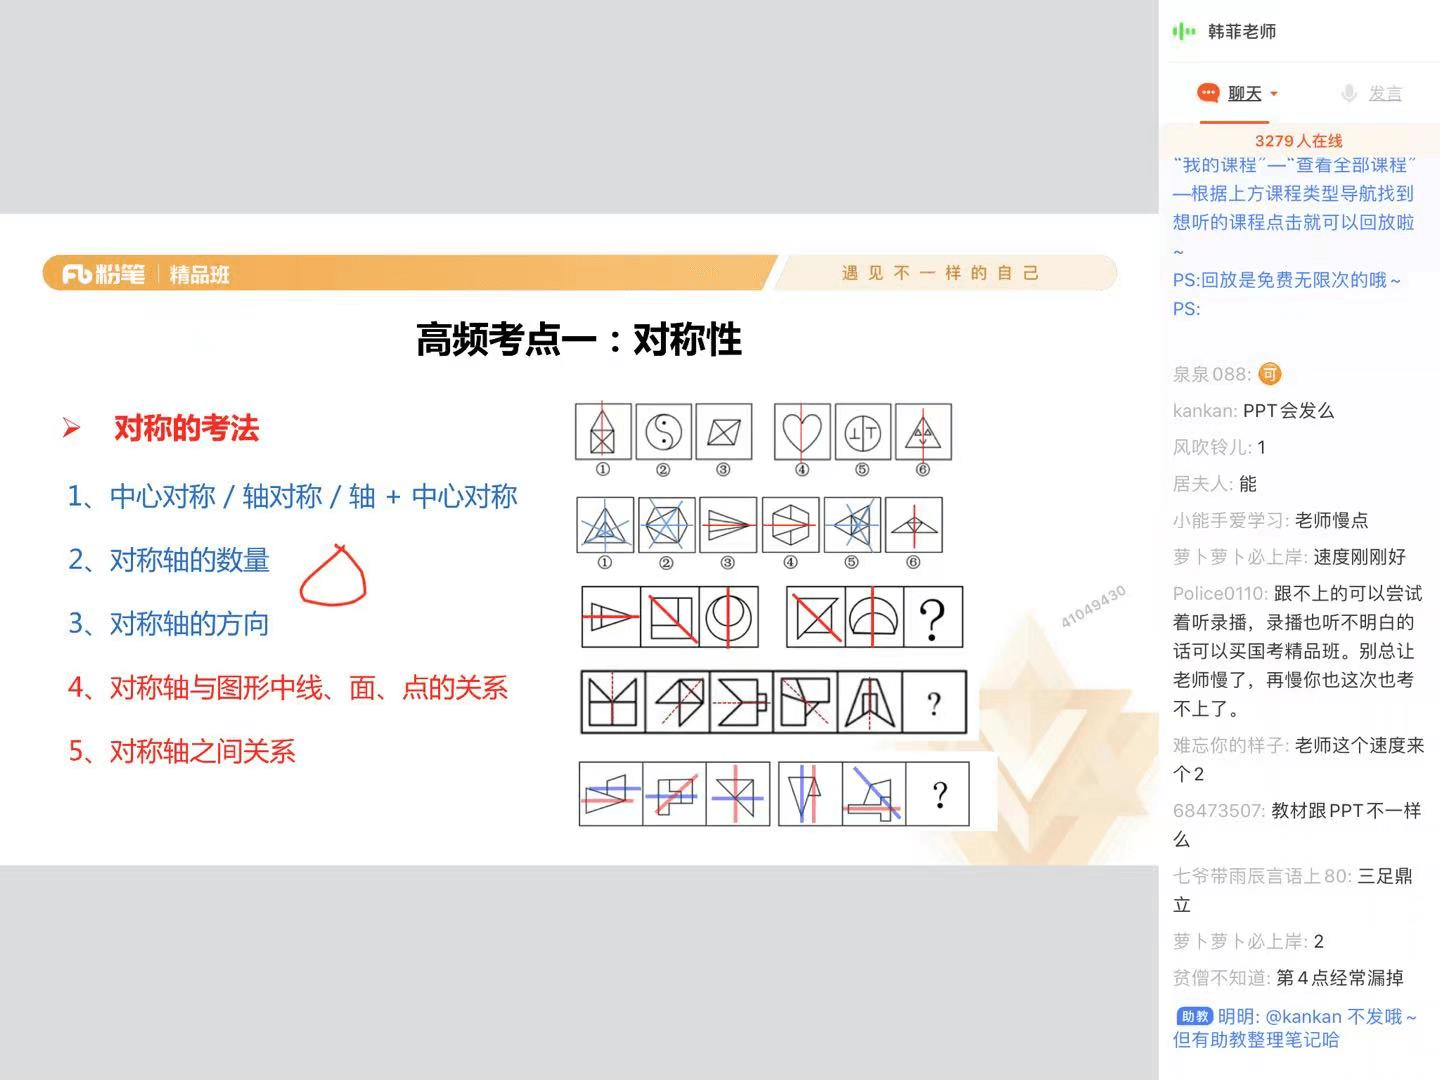 韩菲老师
聊天
发言
3279人在线
“我的课程”—“查看全部课程”
—根据上方课程类型导航找到
想听的课程点击就可以回放啦
~
PS:回放是免费无限次的哦~
PS:
泉泉088: 可
kankan: PPT会发么
风吹铃儿: 1
居夫人: 能
小能手爱学习: 老师慢点
萝卜萝卜必上岸: 速度刚刚好
Police0110: 跟不上的可以尝试
着听录播，录播也听不明白的
话可以买国考精品班。别总让
老师慢了，再慢你也这次也考
不上了。
难忘你的样子: 老师这个速度来
个2
68473507: 教材跟PPT不一样
么
七爷带雨辰言语上80: 三足鼎
立
萝卜萝卜必上岸: 2
贫僧不知道: 第4点经常漏掉
助教 明明: @kankan 不发哦~
但有助教整理笔记哈
Fb粉笔 精品班
遇见不一样的自己
高频考点一：对称性
对称的考法
1、中心对称 / 轴对称 / 轴 + 中心对称
2、对称轴的数量
3、对称轴的方向
4、对称轴与图形中线、面、点的关系
5、对称轴之间关系
① ② ③ ④ ⑤ ⑥
① ② ③ ④ ⑤ ⑥
?
?
?
41049430